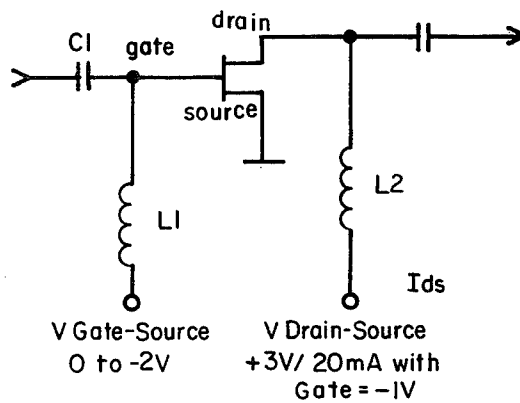 drain
C1
gate
source
L1
L2
Ids
V Gate-Source
0 to -2V
V Drain-Source
+3V/ 20mA with
Gate = -1V